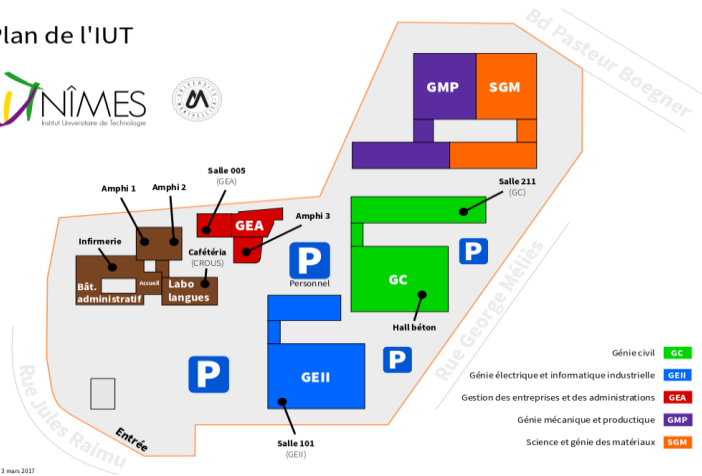 Plan de l'IUT
NÎMES
Institut Universitaire de Technologie
Bd Pasteur Boegner
GMP
SGM
Salle 005
(GEA)
Amphi 1
Amphi 2
Salle 211
(GC)
GEA
Amphi 3
Infirmerie
Cafétéria
(CROUS)
P
P
Personnel
Bât.
administratif
Accueil
Labo
langues
GC
Hall béton
Rue George Méliès
P
P
GEII
Salle 101
(GEII)
Entrée
Rue Jules Raimu
Génie civil GC
Génie électrique et informatique industrielle GEII
Gestion des entreprises et des administrations GEA
Génie mécanique et productique GMP
Science et génie des matériaux SGM
3 mars 2017